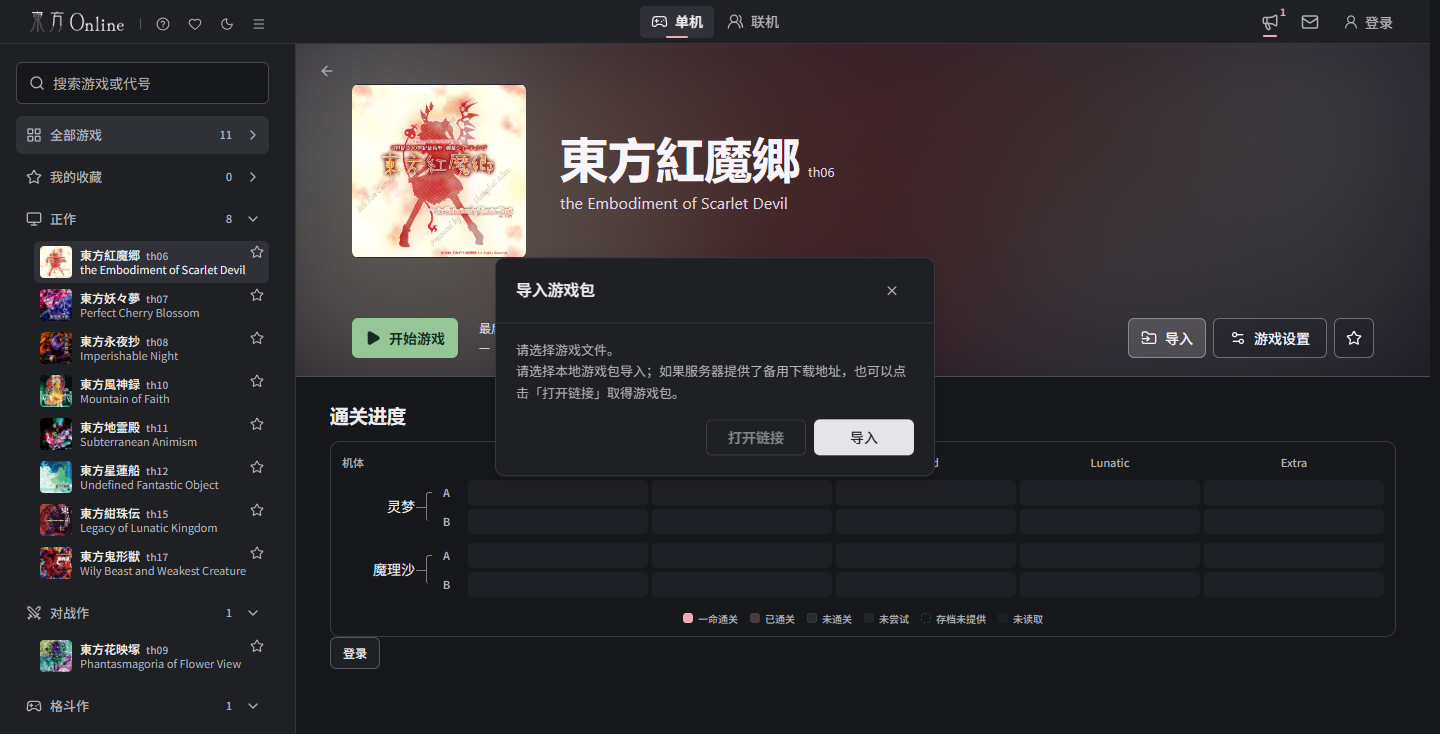 東方Online
单机
联机
1
登录
搜索游戏或代号
全部游戏 11
我的收藏 0
正作 8
東方紅魔郷 th06
the Embodiment of Scarlet Devil
東方妖々夢 th07
Perfect Cherry Blossom
東方永夜抄 th08
Imperishable Night
東方風神録 th10
Mountain of Faith
東方地霊殿 th11
Subterranean Animism
東方星蓮船 th12
Undefined Fantastic Object
東方紺珠伝 th15
Legacy of Lunatic Kingdom
東方鬼形獣 th17
Wily Beast and Weakest Creature
对战作 1
東方花映塚 th09
Phantasmagoria of Flower View
格斗作 1
東方紅魔郷
東方紅魔郷 th06
the Embodiment of Scarlet Devil
开始游戏
最
—
导入
游戏设置
导入游戏包
请选择游戏文件。
请选择本地游戏包导入；如果服务器提供了备用下载地址，也可以点
击「打开链接」取得游戏包。
打开链接
导入
通关进度
机体 d Lunatic Extra
灵梦
A
B
魔理沙
A
B
一命通关 已通关 未通关 未尝试 存档未提供 未读取
登录